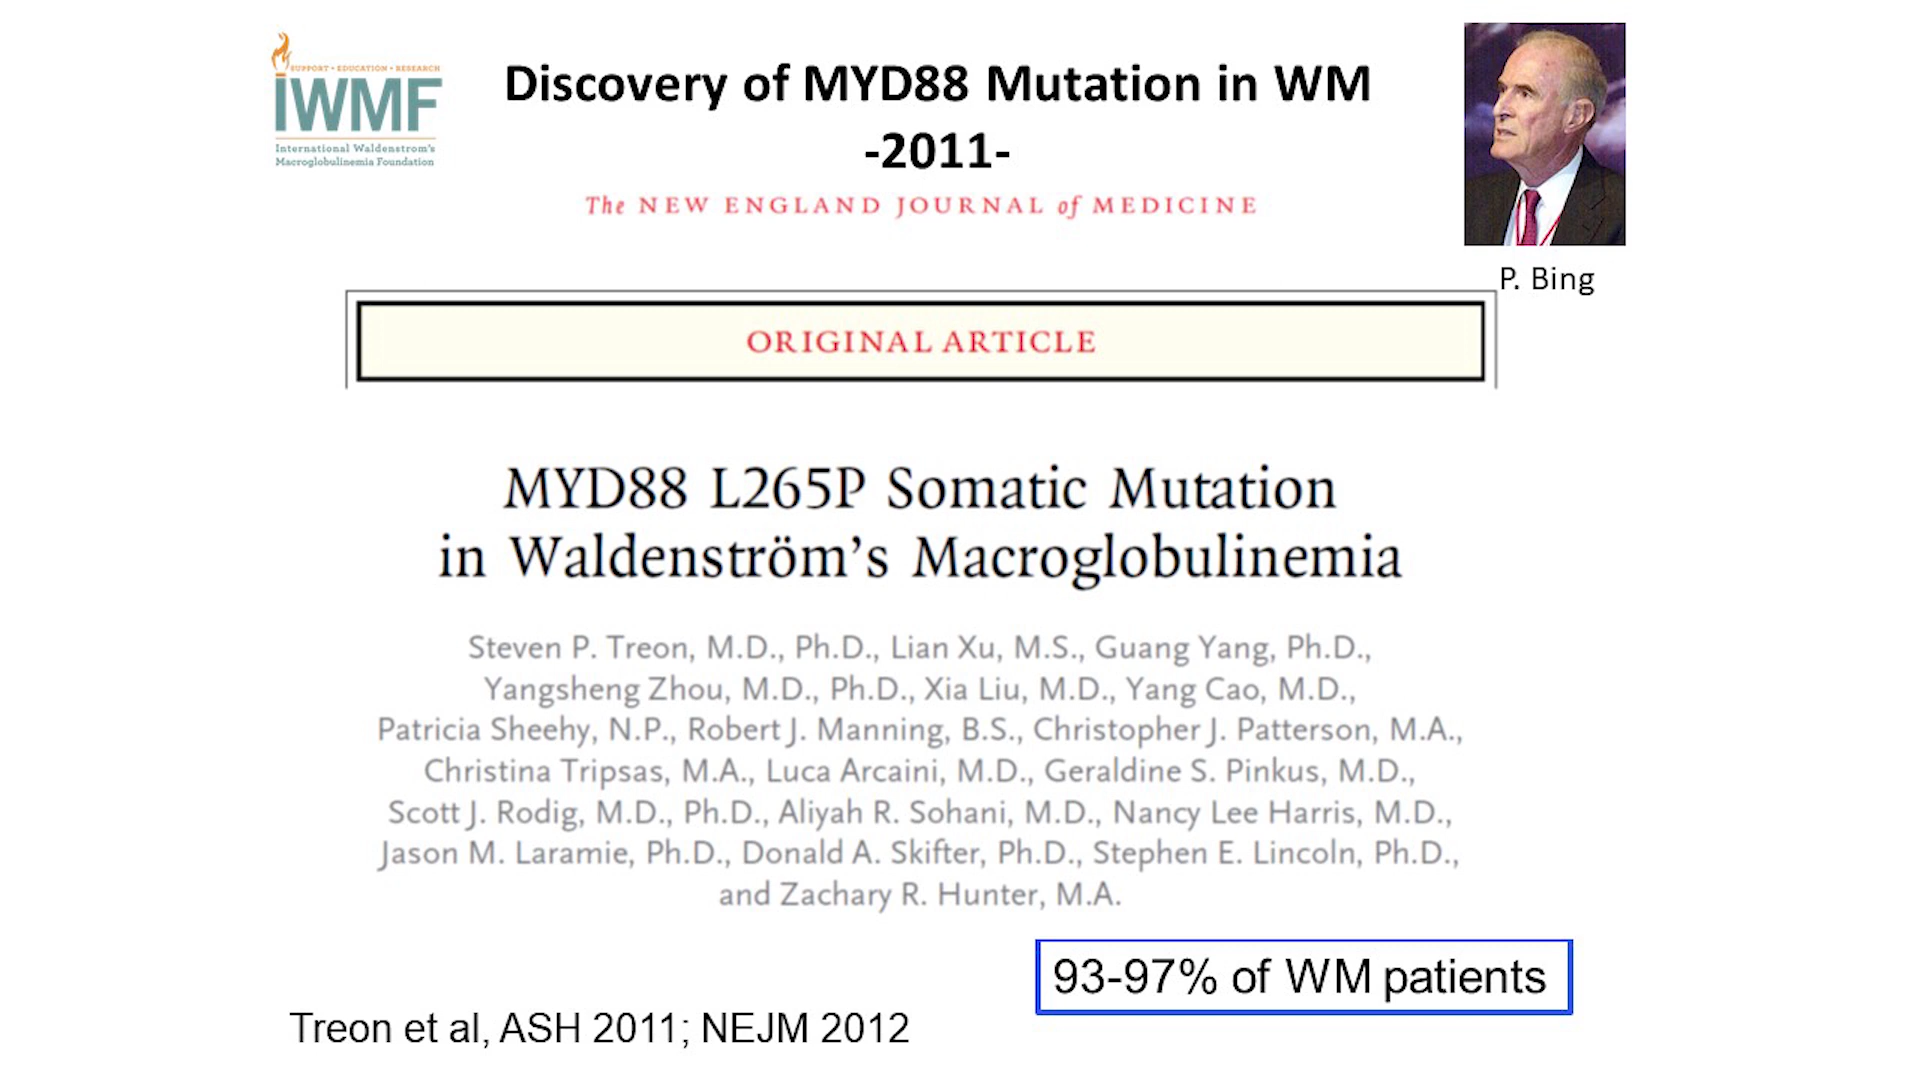 SUPPORT • EDUCATION • RESEARCH
iWMF
International Waldenstrom's
Macroglobulinemia Foundation
Discovery of MYD88 Mutation in WM
-2011-
The NEW ENGLAND JOURNAL of MEDICINE
P. Bing
ORIGINAL ARTICLE
MYD88 L265P Somatic Mutation
in Waldenström’s Macroglobulinemia
Steven P. Treon, M.D., Ph.D., Lian Xu, M.S., Guang Yang, Ph.D.,
Yangsheng Zhou, M.D., Ph.D., Xia Liu, M.D., Yang Cao, M.D.,
Patricia Sheehy, N.P., Robert J. Manning, B.S., Christopher J. Patterson, M.A.,
Christina Tripsas, M.A., Luca Arcaini, M.D., Geraldine S. Pinkus, M.D.,
Scott J. Rodig, M.D., Ph.D., Aliyah R. Sohani, M.D., Nancy Lee Harris, M.D.,
Jason M. Laramie, Ph.D., Donald A. Skifter, Ph.D., Stephen E. Lincoln, Ph.D.,
and Zachary R. Hunter, M.A.
93-97% of WM patients
Treon et al, ASH 2011; NEJM 2012